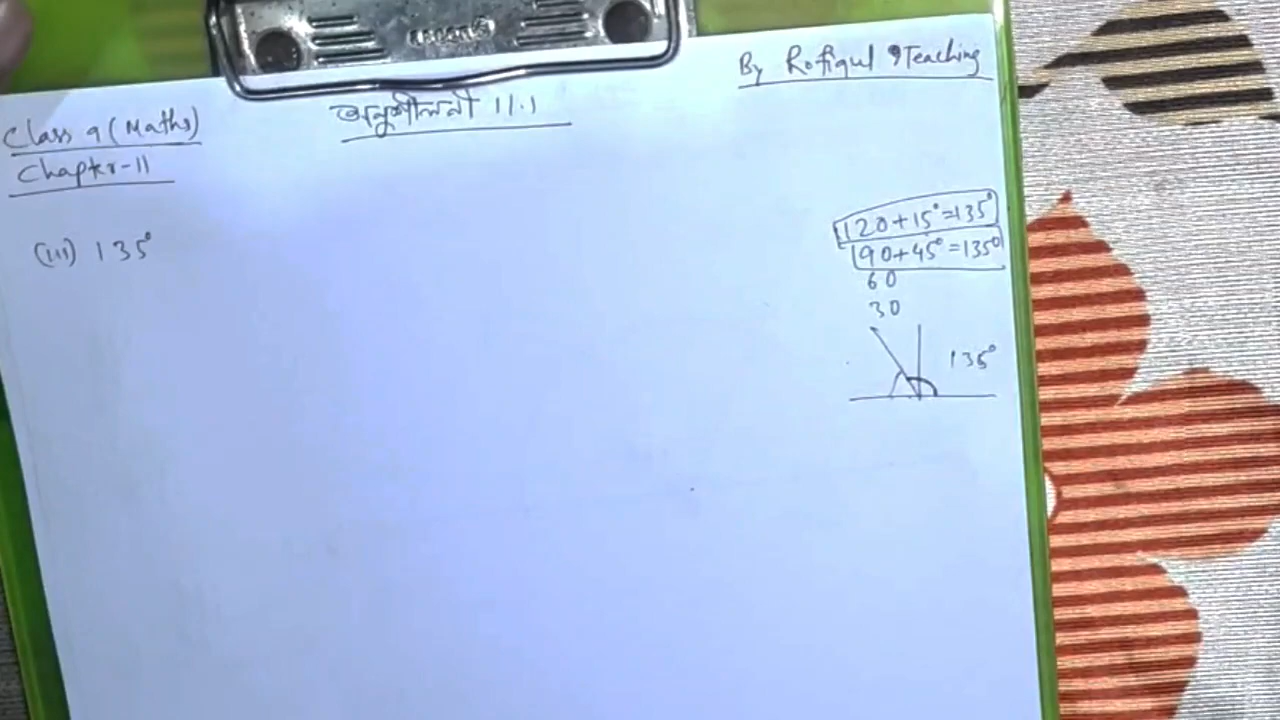 By Rofiqul Teaching
অনুশীলনী 11.1
Class 9 (Maths)
Chapter-11
(iii) 135°
120+15°=135°
90+45°=135°
60
30
135°